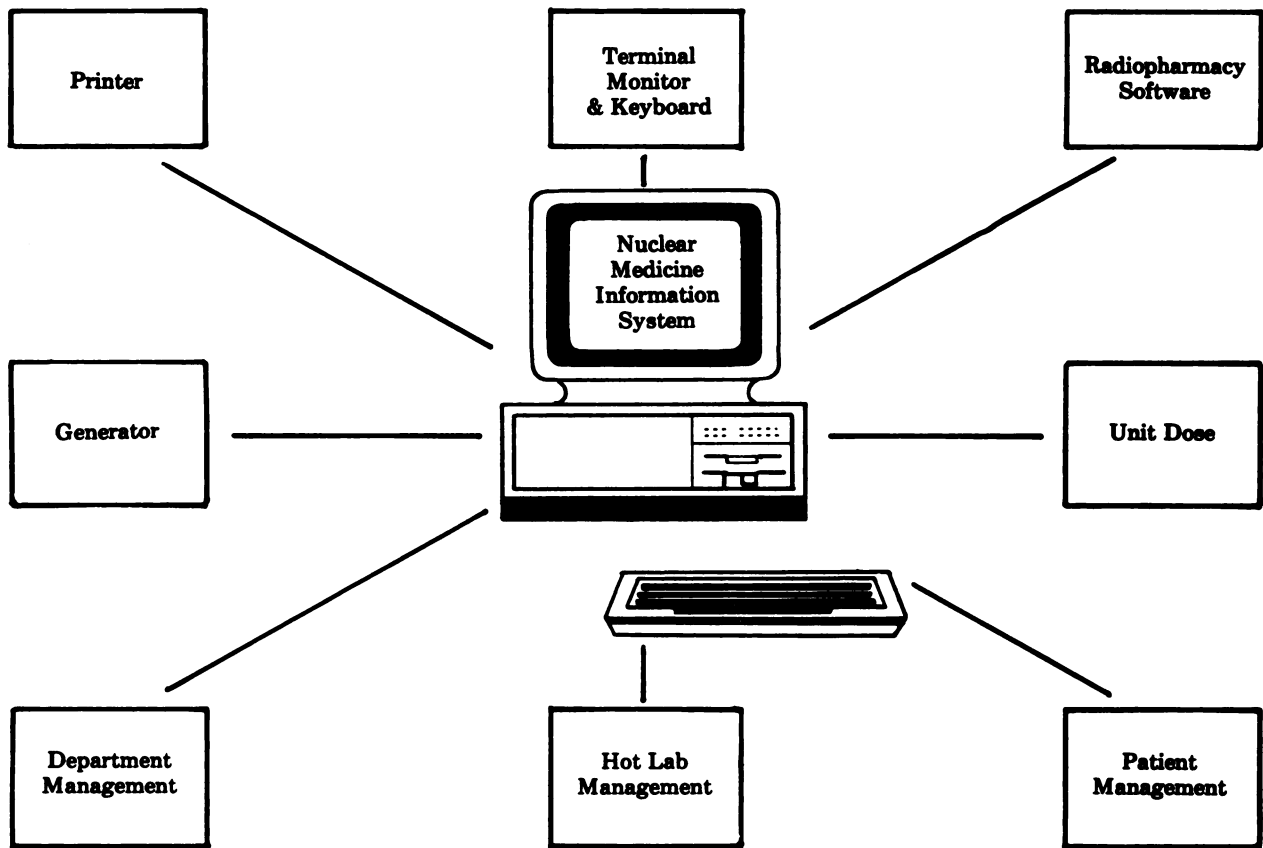 Printer
Terminal
Monitor
& Keyboard
Radiopharmacy
Software
Nuclear
Medicine
Information
System
Generator
Unit Dose
Department
Management
Hot Lab
Management
Patient
Management